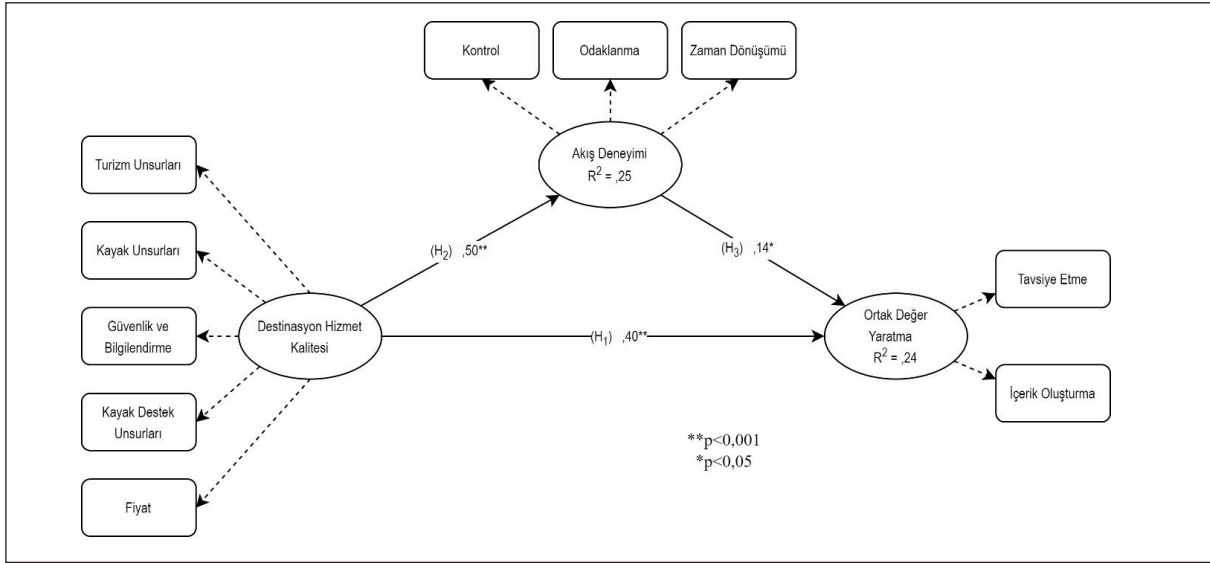 Kontrol
Odaklanma
Zaman Dönüşümü
Akış Deneyimi
R² = ,25
Turizm Unsurları
Kayak Unsurları
Güvenlik ve
Bilgilendirme
Kayak Destek
Unsurları
Fiyat
Destinasyon Hizmet
Kalitesi
(H₂) ,50**
(H₃) ,14*
(H₁) ,40**
Ortak Değer
Yaratma
R² = ,24
Tavsiye Etme
İçerik Oluşturma
**p<0,001
*p<0,05